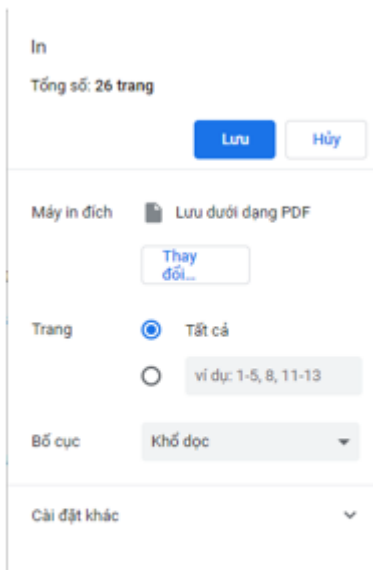 In
Tổng số: 26 trang
Lưu Hủy
Máy in đích Lưu dưới dạng PDF
Thay
đổi...
Trang Tất cả
ví dụ: 1-5, 8, 11-13
Bố cục Khổ dọc
Cài đặt khác